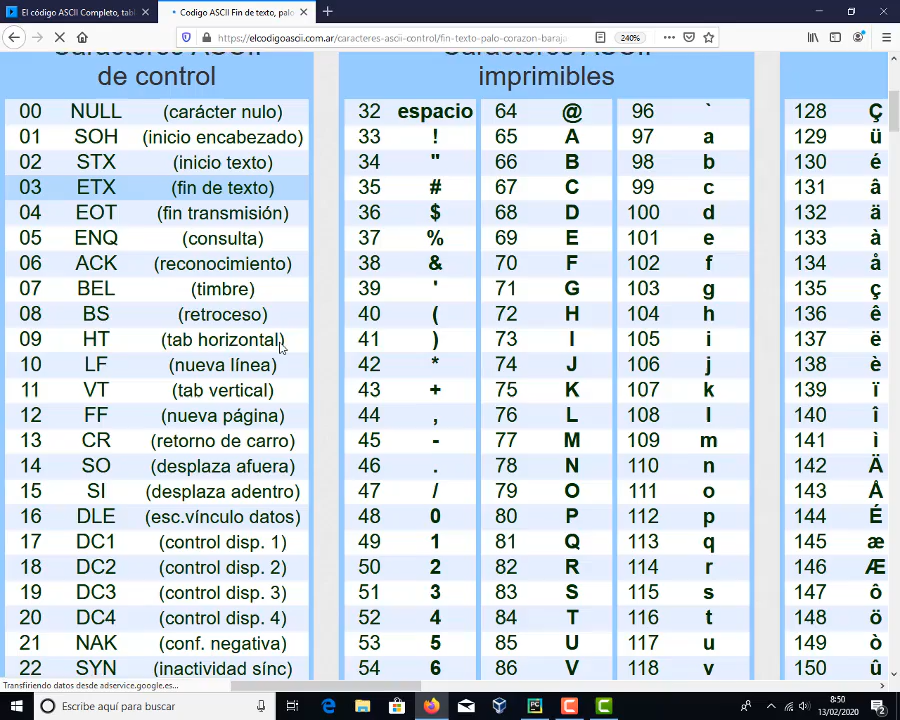 El código ASCII Completo, tabl
Codigo ASCII Fin de texto, palo
https://elcodigoascii.com.ar/caracteres-ascii-control/fin-texto-palo-corazon-baraja-
240%
Caracteres ASCII
de control
Caracteres ASCII
imprimibles
00 NULL (carácter nulo) 32 espacio 64 @ 96 ` 128 Ç
01 SOH (inicio encabezado) 33 ! 65 A 97 a 129 ü
02 STX (inicio texto) 34 " 66 B 98 b 130 é
03 ETX (fin de texto) 35 # 67 C 99 c 131 â
04 EOT (fin transmisión) 36 $ 68 D 100 d 132 ä
05 ENQ (consulta) 37 % 69 E 101 e 133 à
06 ACK (reconocimiento) 38 & 70 F 102 f 134 å
07 BEL (timbre) 39 ' 71 G 103 g 135 ç
08 BS (retroceso) 40 ( 72 H 104 h 136 ê
09 HT (tab horizontal) 41 ) 73 I 105 i 137 ë
10 LF (nueva línea) 42 * 74 J 106 j 138 è
11 VT (tab vertical) 43 + 75 K 107 k 139 ï
12 FF (nueva página) 44 , 76 L 108 l 140 î
13 CR (retorno de carro) 45 - 77 M 109 m 141 ì
14 SO (desplaza afuera) 46 . 78 N 110 n 142 Ä
15 SI (desplaza adentro) 47 / 79 O 111 o 143 Å
16 DLE (esc.vínculo datos) 48 0 80 P 112 p 144 É
17 DC1 (control disp. 1) 49 1 81 Q 113 q 145 æ
18 DC2 (control disp. 2) 50 2 82 R 114 r 146 Æ
19 DC3 (control disp. 3) 51 3 83 S 115 s 147 ô
20 DC4 (control disp. 4) 52 4 84 T 116 t 148 ö
21 NAK (conf. negativa) 53 5 85 U 117 u 149 ò
22 SYN (inactividad sínc) 54 6 86 V 118 v 150 û
Transfiriendo datos desde adservice.google.es...
Escribe aquí para buscar
8:50
13/02/2020
2